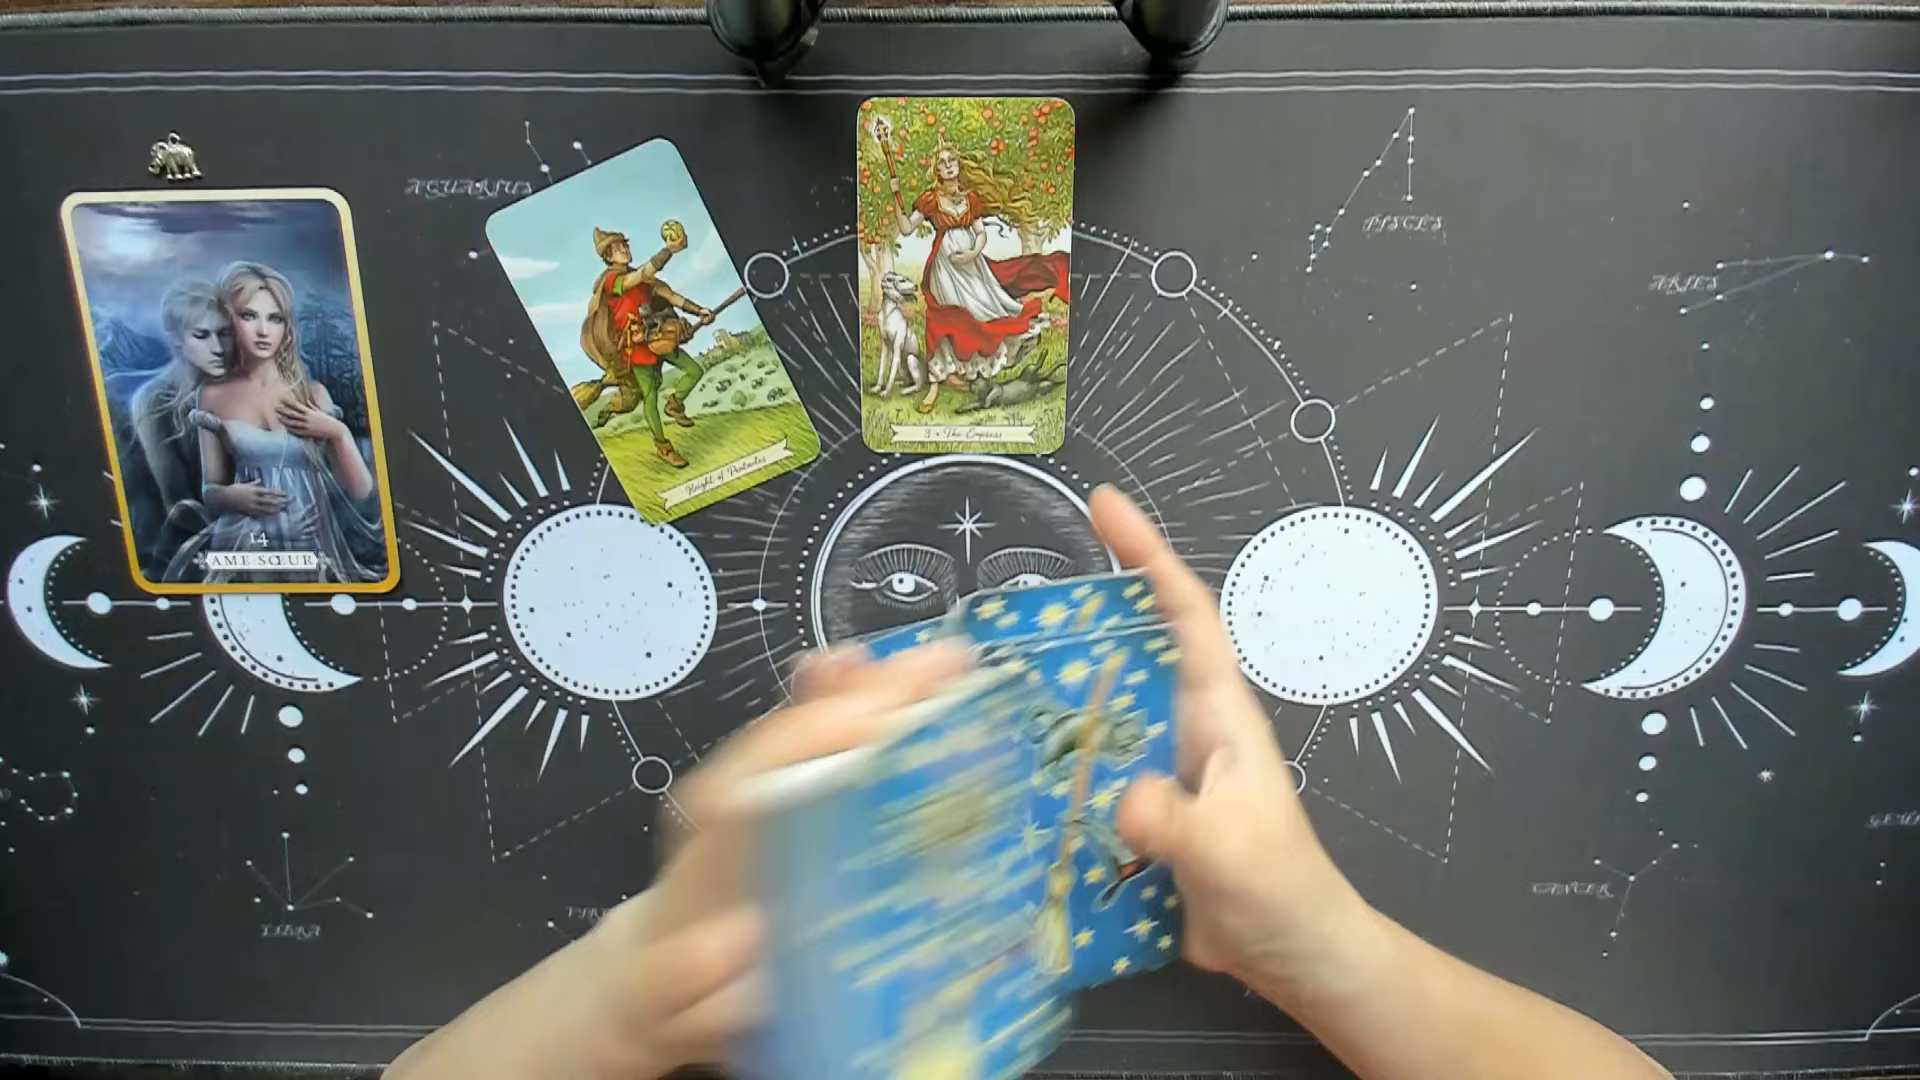 AQUARIUS
PISCES
ARIES
Knight of Pentacles
3 • The Empress
14
AME SŒUR
LIBRA
CANCER